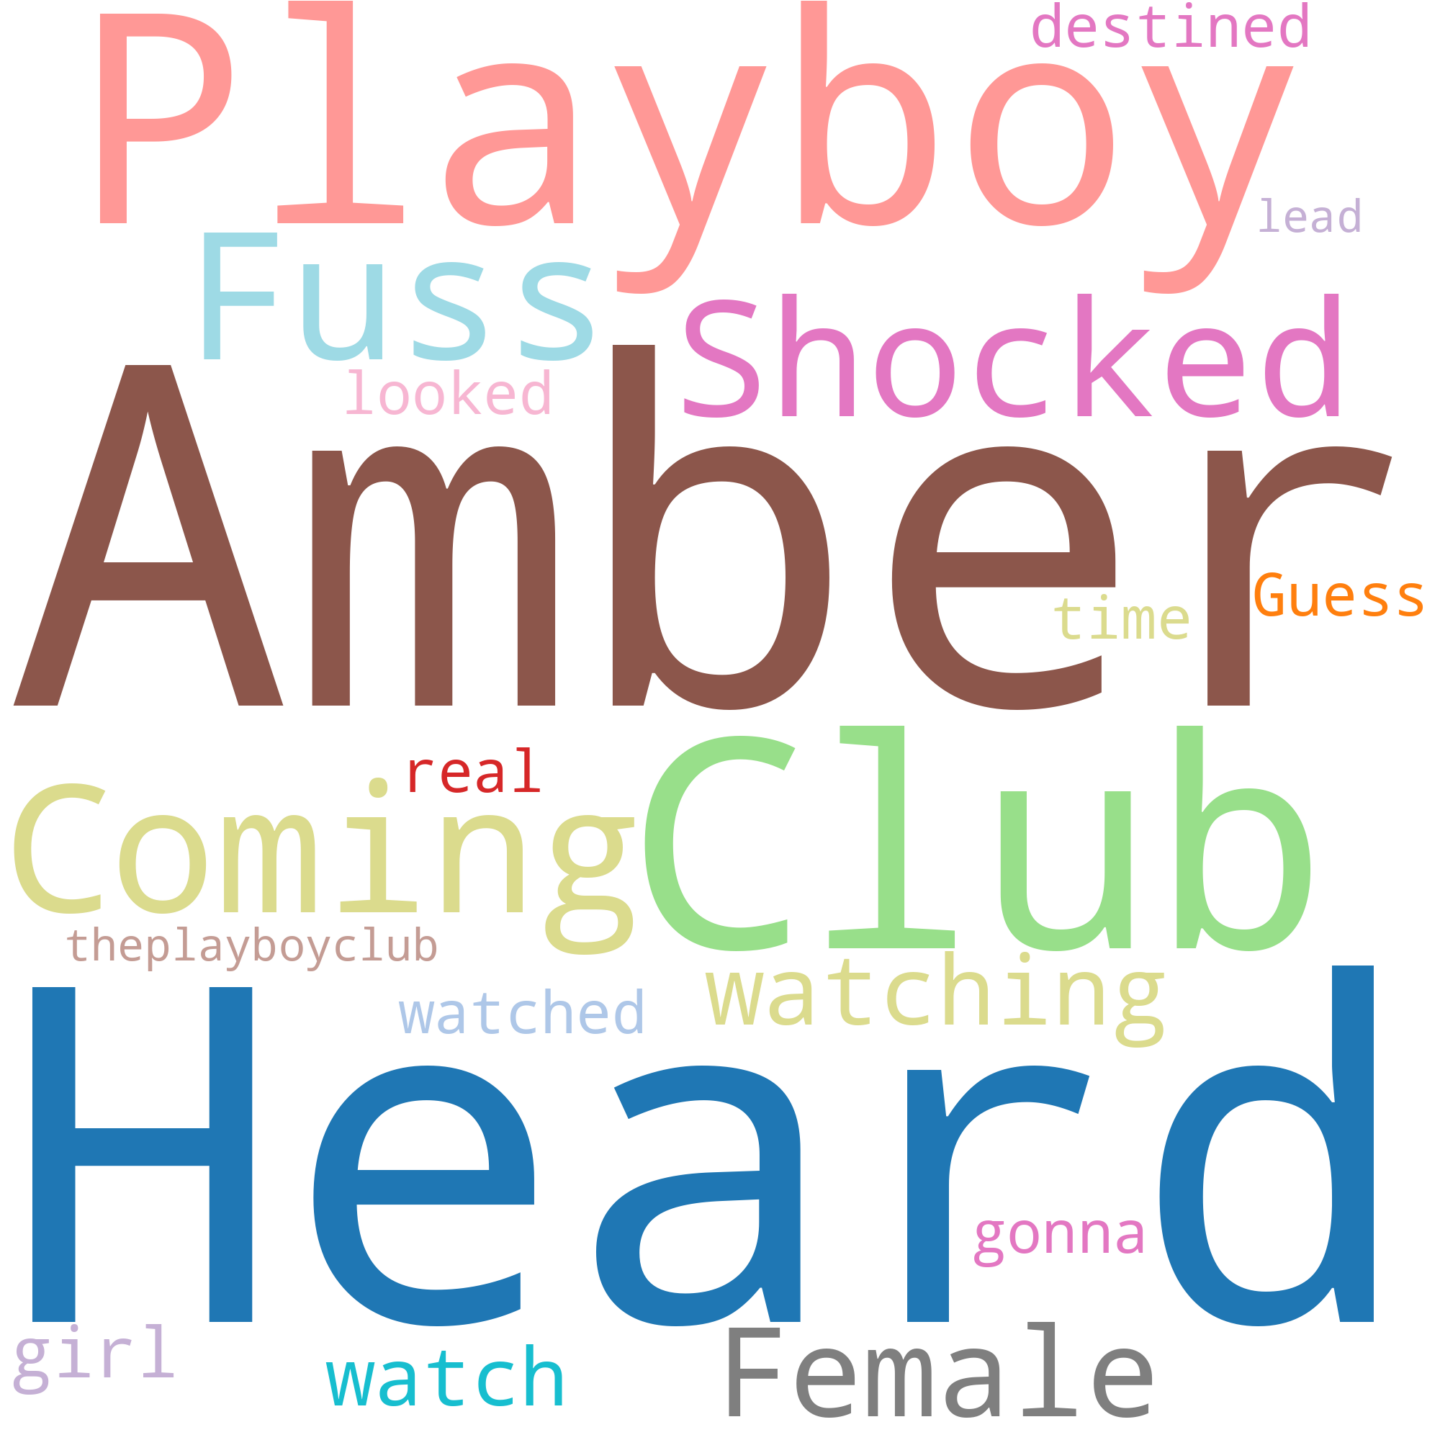 destined
Playboy
lead
Fuss
Shocked
looked
Amber
Guess
time
real
Club
Coming
theplayboyclub
watching
watched
Heard
gonna
girl
watch
Female